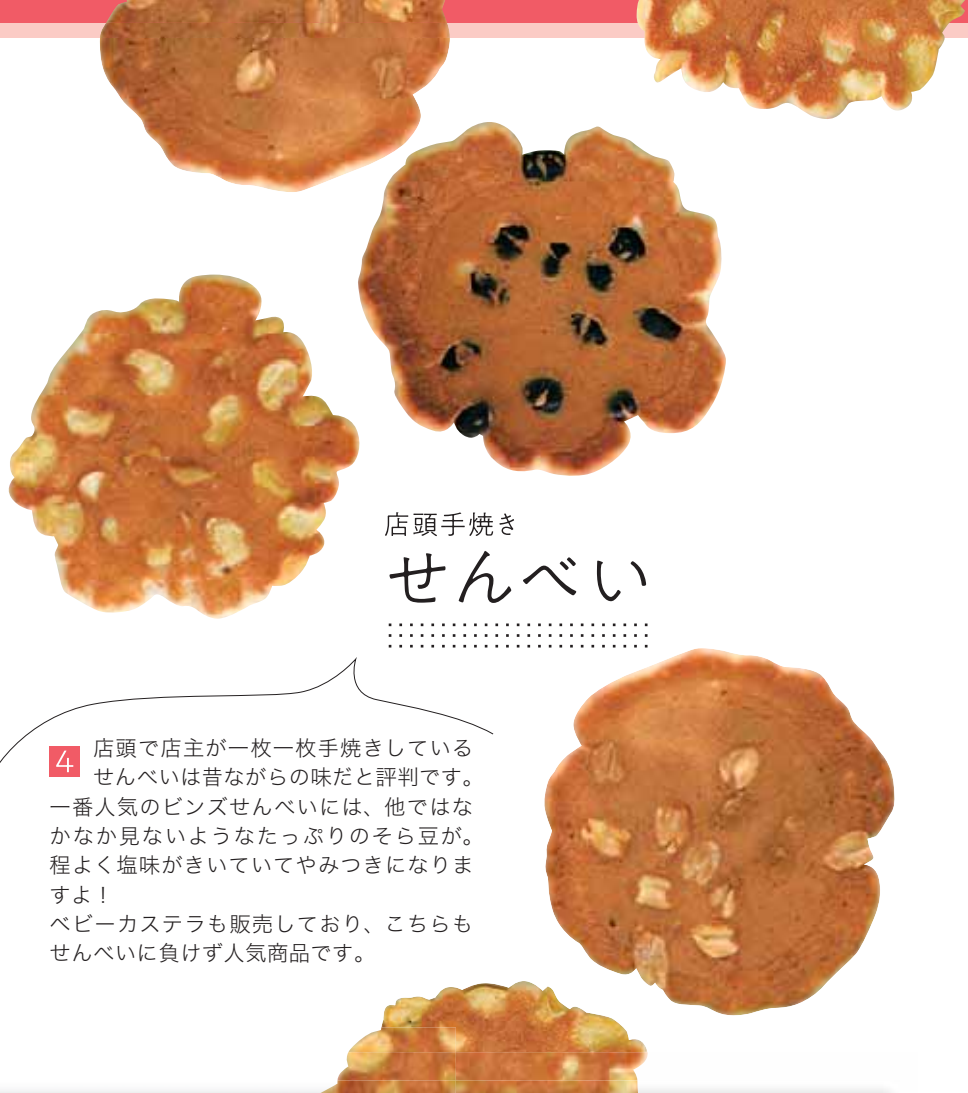 店頭手焼き
せんべい
4 店頭で店主が一枚一枚手焼きしている
せんべいは昔ながらの味だと評判です。
一番人気のビンズせんべいには、他ではな
かなか見ないようなたっぷりのそら豆が。
程よく塩味がきいていてやみつきになりま
すよ！
ベビーカステラも販売しており、こちらも
せんべいに負けず人気商品です。